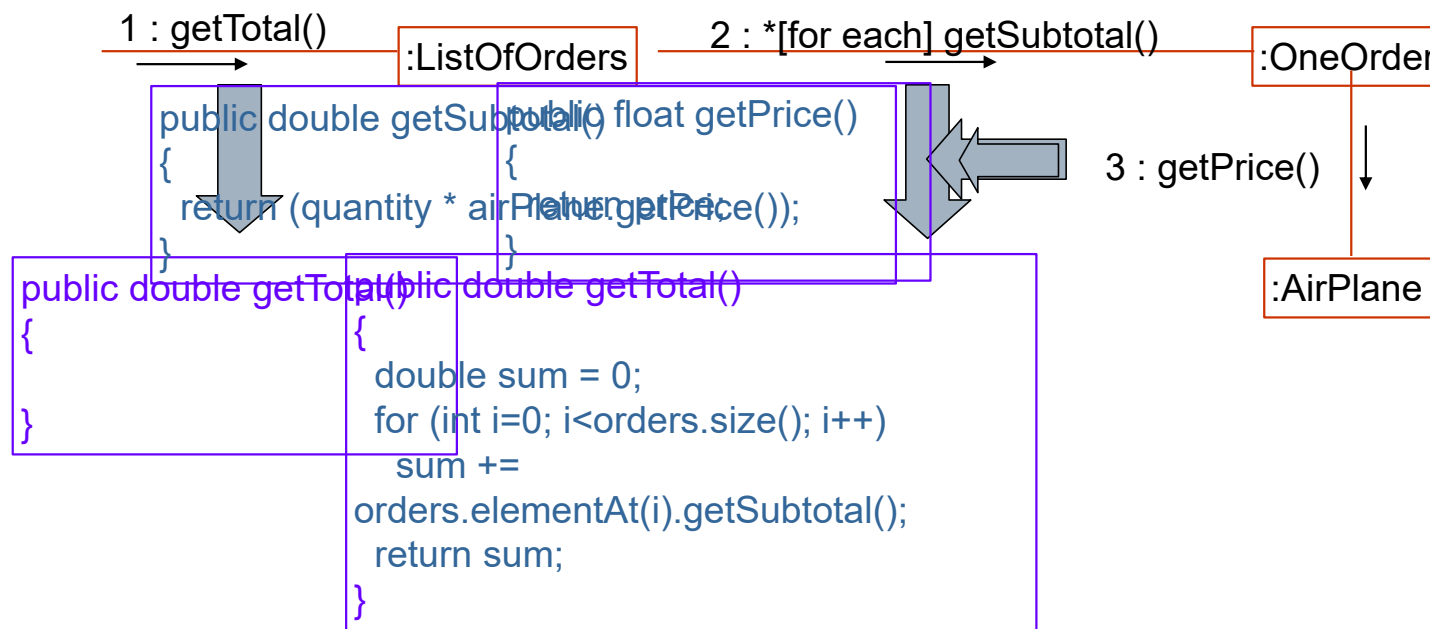 1 : getTotal()
:ListOfOrders
2 : *[for each] getSubtotal()
:OneOrder
3 : getPrice()
:AirPlane
public double getSubtotal()
{
return (quantity * airPlane.getPrice());
}
public float getPrice()
{
return price;
}
public double getTotal()
{
}
public double getTotal()
{
double sum = 0;
for (int i=0; i<orders.size(); i++)
sum +=
orders.elementAt(i).getSubtotal();
return sum;
}